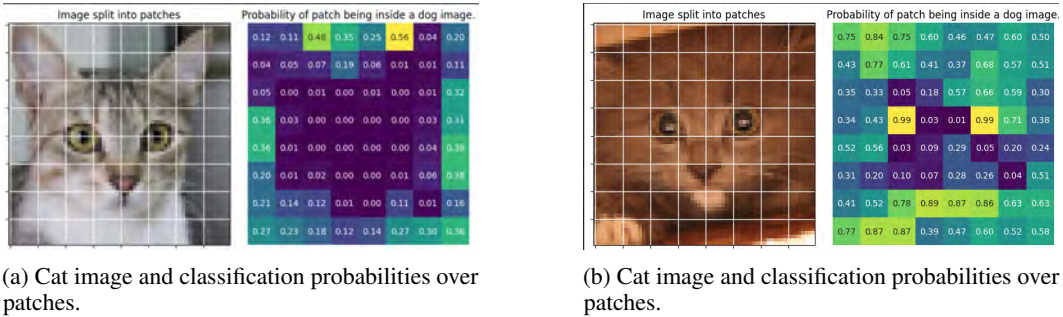 Image split into patches
Probability of patch being inside a dog image.
0.12 0.11 0.48 0.35 0.25 0.56 0.04 0.20
0.04 0.05 0.07 0.19 0.06 0.01 0.01 0.11
0.05 0.00 0.01 0.00 0.01 0.00 0.00 0.32
0.36 0.03 0.00 0.00 0.00 0.00 0.03 0.31
0.36 0.01 0.00 0.00 0.00 0.00 0.04 0.39
0.20 0.01 0.02 0.00 0.00 0.01 0.06 0.38
0.21 0.14 0.12 0.01 0.00 0.11 0.01 0.16
0.27 0.23 0.18 0.12 0.14 0.27 0.30 0.36
(a) Cat image and classification probabilities over
patches.
Image split into patches
Probability of patch being inside a dog image.
0.75 0.84 0.75 0.60 0.46 0.47 0.60 0.50
0.43 0.77 0.61 0.41 0.37 0.68 0.57 0.51
0.35 0.33 0.05 0.18 0.57 0.66 0.59 0.30
0.34 0.43 0.99 0.03 0.01 0.99 0.71 0.38
0.52 0.56 0.03 0.09 0.29 0.05 0.20 0.24
0.31 0.20 0.10 0.07 0.28 0.26 0.04 0.51
0.41 0.52 0.78 0.89 0.87 0.86 0.63 0.63
0.77 0.87 0.87 0.39 0.47 0.60 0.52 0.58
(b) Cat image and classification probabilities over
patches.